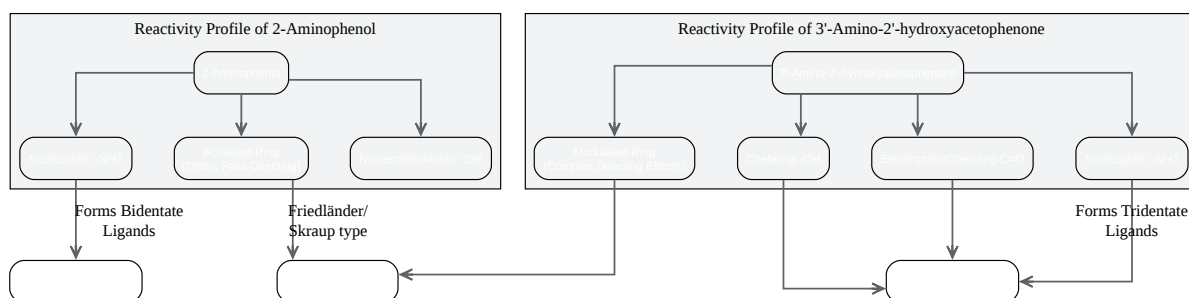 Reactivity Profile of 2-Aminophenol
Reactivity Profile of 3'-Amino-2'-hydroxyacetophenone
2-Aminophenol
3'-Amino-2'-hydroxyacetophenone
Nucleophilic -NH2
Activated Ring
(Ortho, Para-Directing)
Nucleophilic/Acidic -OH
Modulated Ring
(Complex Directing Effects)
Chelating -OH
Electrophilic/Chelating C=O
Nucleophilic -NH2
Forms Bidentate
Ligands
Friedländer/
Skraup type
Forms Tridentate
Ligands